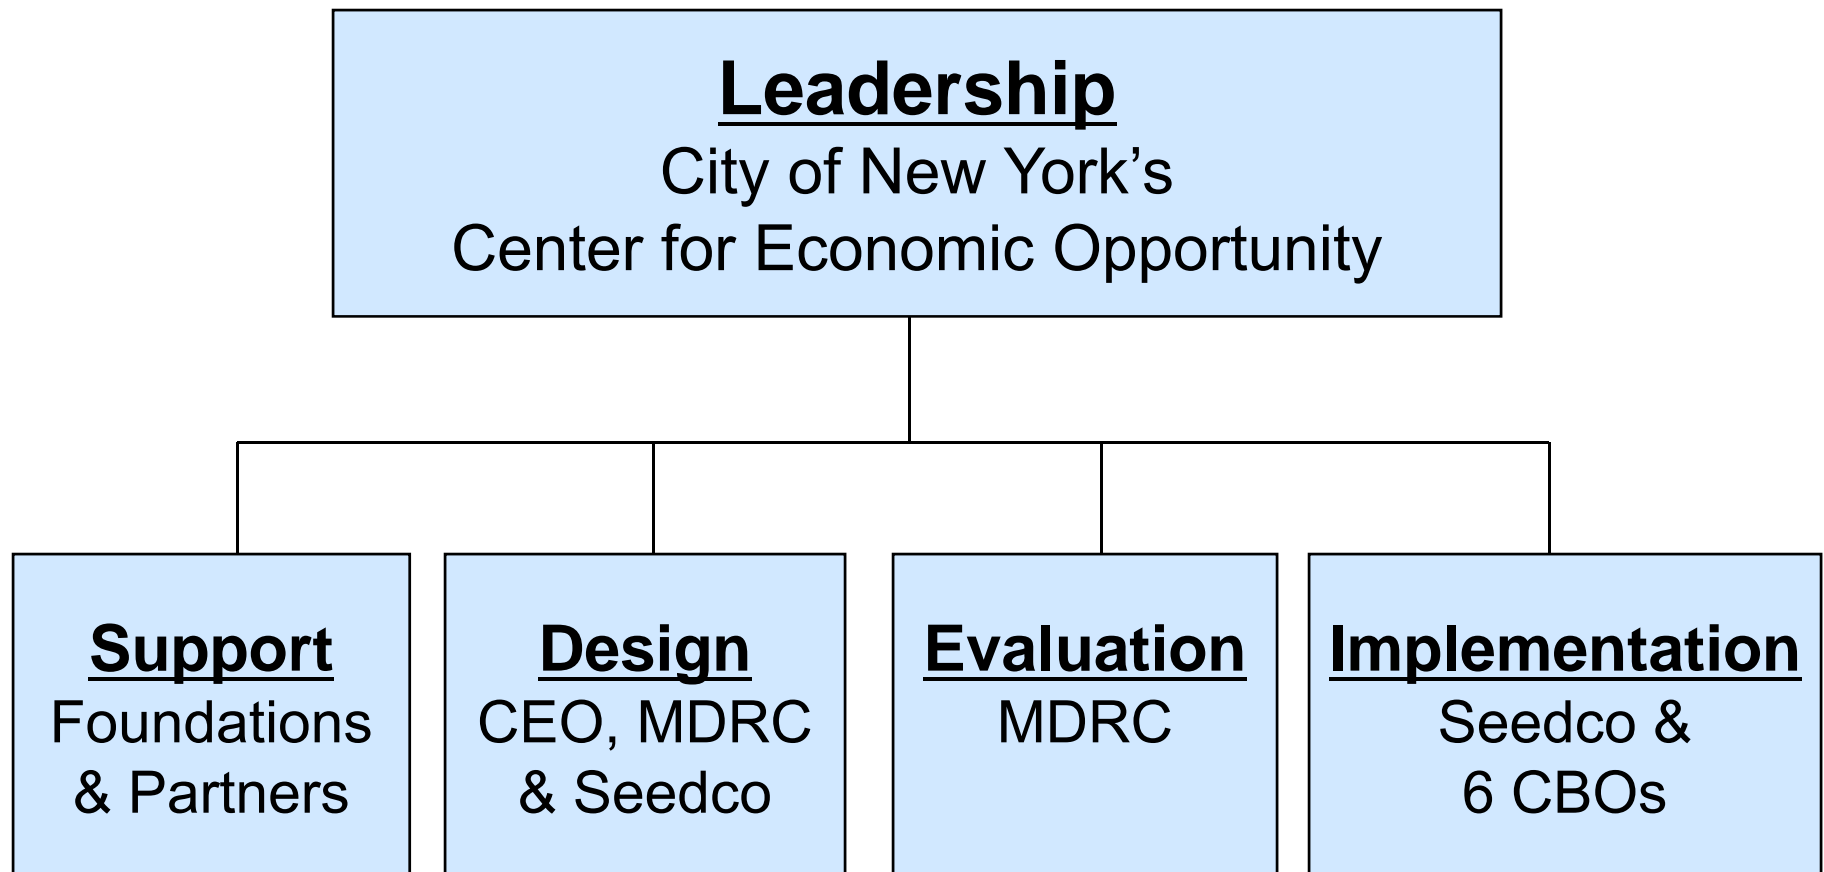 Leadership
City of New York’s
Center for Economic Opportunity
Support
Foundations
& Partners
Design
CEO, MDRC
& Seedco
Evaluation
MDRC
Implementation
Seedco &
6 CBOs